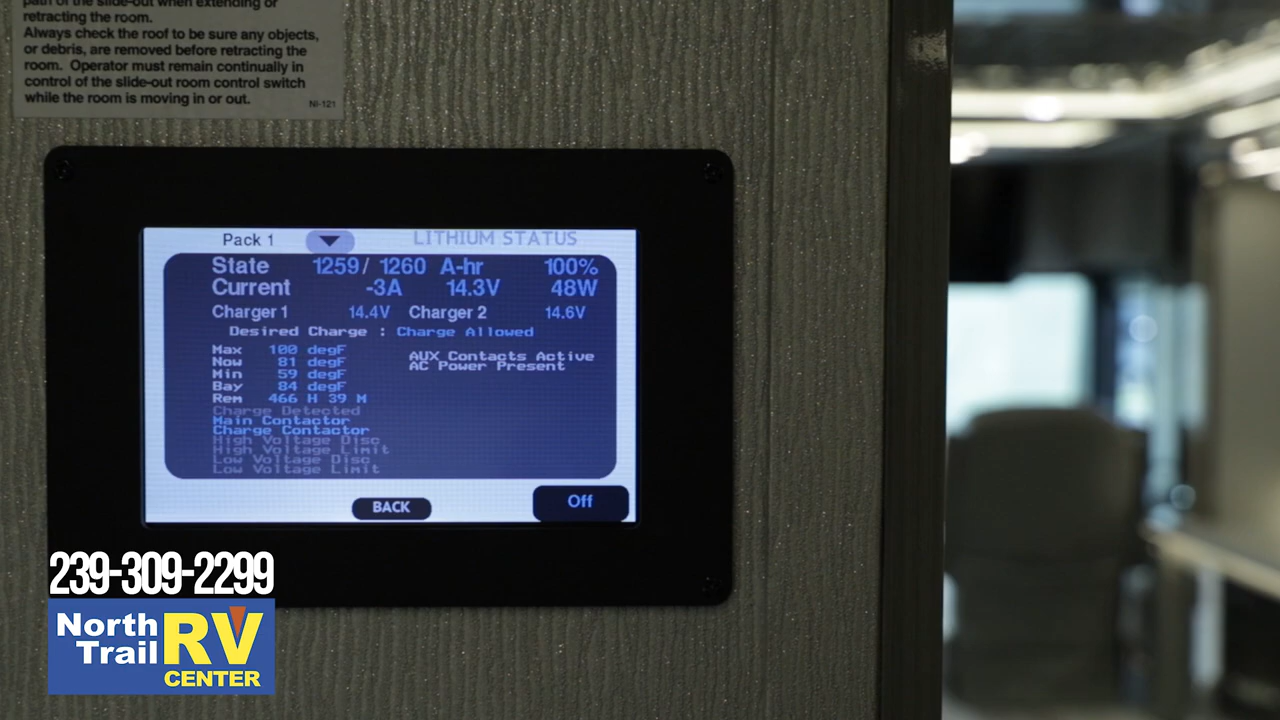 path of the slide-out when extending or
retracting the room.
Always check the roof to be sure any objects,
or debris, are removed before retracting the
room. Operator must remain continually in
control of the slide-out room control switch
while the room is moving in or out.
NI-121
Pack 1 LITHIUM STATUS
State 1259/ 1260 A-hr 100%
Current -3A 14.3V 48W
Charger 1 14.4V Charger 2 14.6V
Desired Charge : Charge Allowed
Max 100 degF
Now 81 degF
Min 59 degF
Bay 84 degF
Rem 466 H 39 M
AUX Contacts Active
AC Power Present
Charge Detected
Main Contactor
Charge Contactor
High Voltage Disc
High Voltage Limit
Low Voltage Disc
Low Voltage Limit
BACK
Off
239-309-2299
North
Trail
RV
CENTER